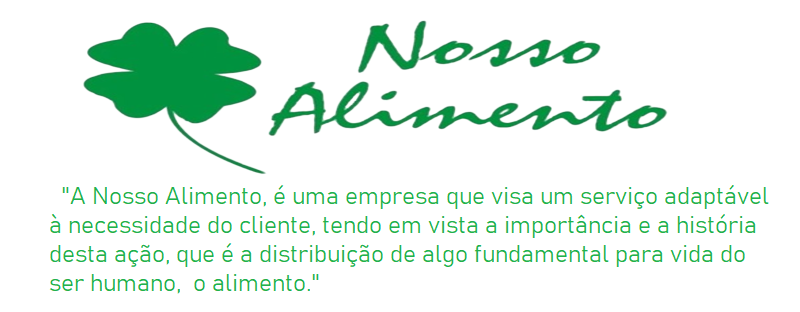 Nosso
Alimento
"A Nosso Alimento, é uma empresa que visa um serviço adaptável
à necessidade do cliente, tendo em vista a importância e a história
desta ação, que é a distribuição de algo fundamental para vida do
ser humano,  o alimento."